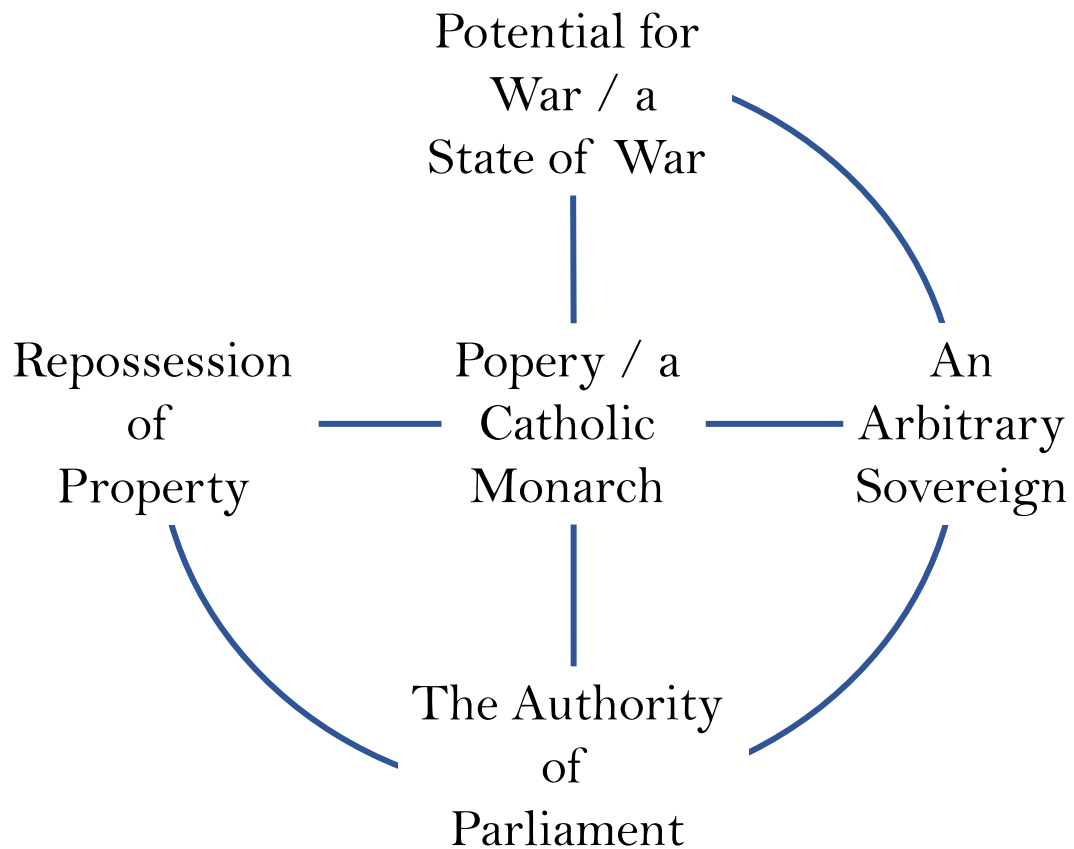 Potential for
War / a
State of War
Repossession
of
Property
Popery / a
Catholic
Monarch
An
Arbitrary
Sovereign
The Authority
of
Parliament